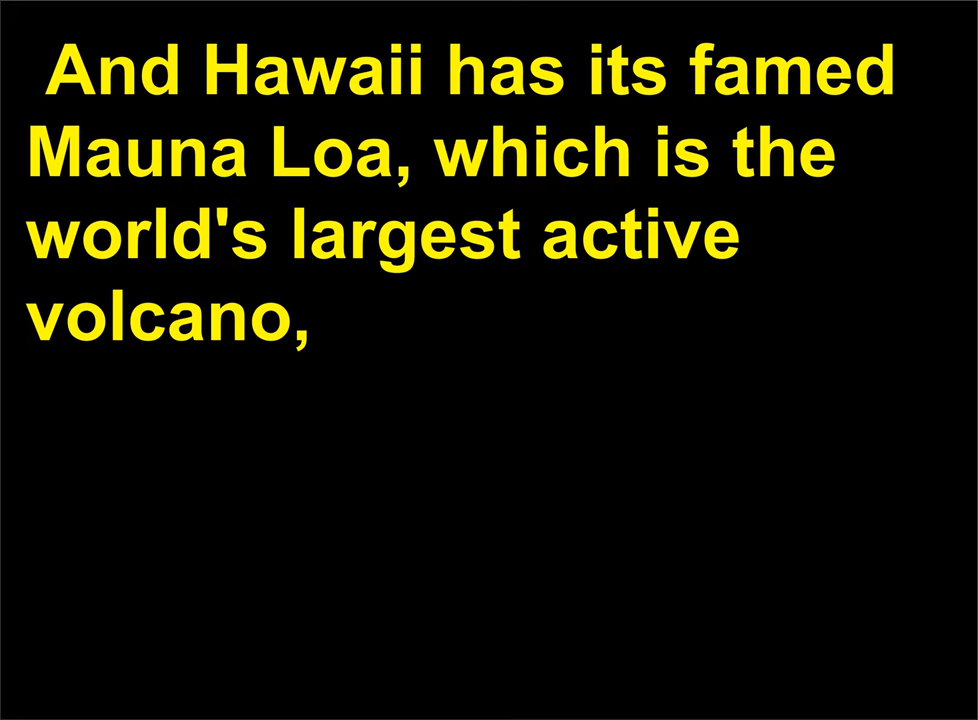 And Hawaii has its famed
Mauna Loa, which is the
world's largest active
volcano,